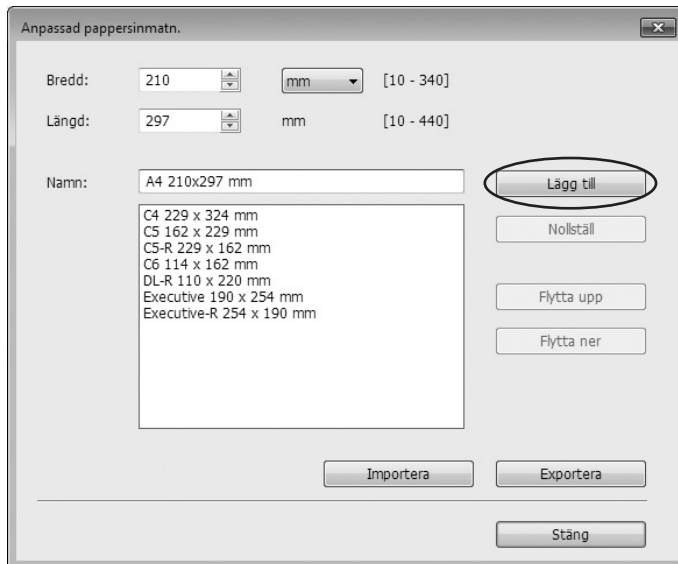 Anpassad pappersinmatn.
Bredd: 210 mm [10 - 340]
Längd: 297 mm [10 - 440]
Namn: A4 210x297 mm Lägg till
C4 229 x 324 mm
C5 162 x 229 mm
C5-R 229 x 162 mm
C6 114 x 162 mm
DL-R 110 x 220 mm
Executive 190 x 254 mm
Executive-R 254 x 190 mm
Nollställ
Flytta upp
Flytta ner
Importera Exportera
Stäng